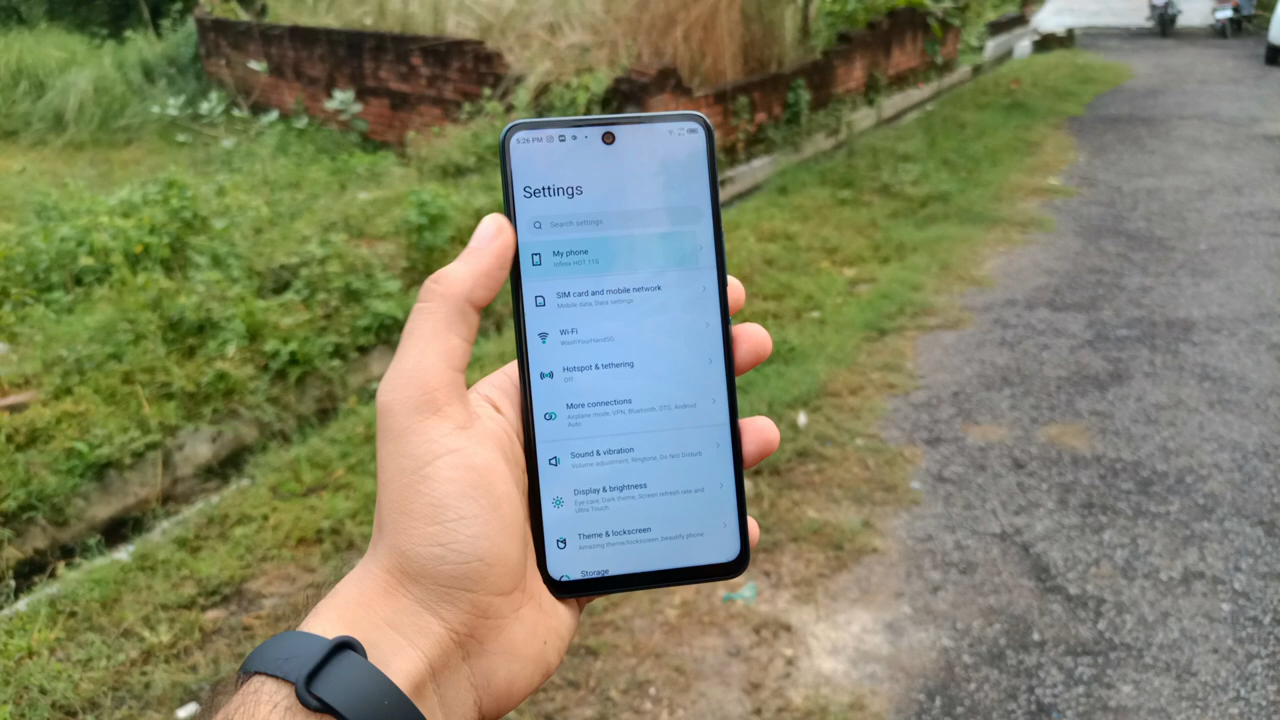 5:26 PM
Settings
Search settings
My phone
Infinix HOT 11S
SIM card and mobile network
Mobile data, Data settings
Wi-Fi
WashYourHand5G
Hotspot & tethering
Off
More connections
Airplane mode, VPN, Bluetooth, OTG, Android
Auto
Sound & vibration
Volume adjustment, Ringtone, Do Not Disturb
Display & brightness
Eye care, Dark theme, Screen refresh rate and
Ultra Touch
Theme & lockscreen
Amazing theme/lockscreen, beautify phone
Storage